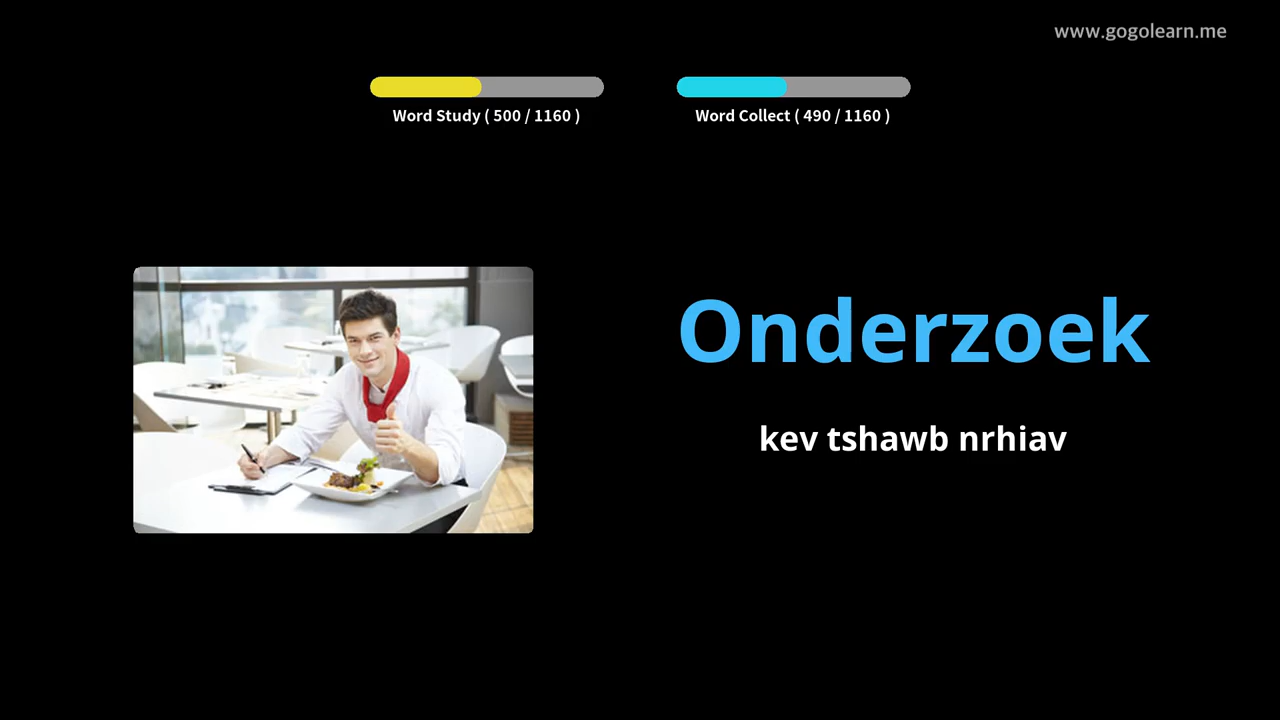 www.gogolearn.me
Word Study ( 500 / 1160 )
Word Collect ( 490 / 1160 )
Onderzoek
kev tshawb nrhiav